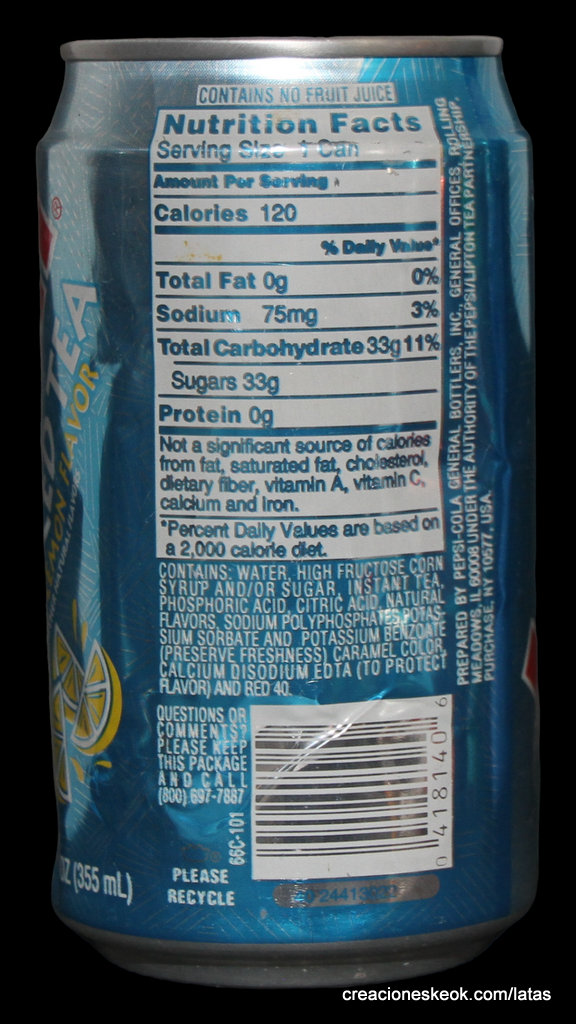 CONTAINS NO FRUIT JUICE
Nutrition Facts
Serving Size 1 Can
Amount Per Serving
Calories 120
% Daily Value*
Total Fat 0g 0%
Sodium 75mg 3%
Total Carbohydrate 33g 11%
Sugars 33g
Protein 0g
Not a significant source of calories
from fat, saturated fat, cholesterol,
dietary fiber, vitamin A, vitamin C,
calcium and iron.
*Percent Daily Values are based on
a 2,000 calorie diet.
CONTAINS: WATER, HIGH FRUCTOSE CORN
SYRUP AND/OR SUGAR, INSTANT TEA,
PHOSPHORIC ACID, CITRIC ACID, NATURAL
FLAVORS, SODIUM POLYPHOSPHATES, POTAS-
SIUM SORBATE AND POTASSIUM BENZOATE
(PRESERVE FRESHNESS) CARAMEL COLOR,
CALCIUM DISODIUM EDTA (TO PROTECT
FLAVOR) AND RED 40.
PREPARED BY PEPSI-COLA GENERAL BOTTLERS, INC., GENERAL OFFICES, ROLLING
MEADOWS, IL 60008 UNDER THE AUTHORITY OF THE PEPSI/LIPTON TEA PARTNERSHIP.
PURCHASE, NY 10577, USA.
QUESTIONS OR
COMMENTS?
PLEASE KEEP
THIS PACKAGE
AND CALL
(800) 697-7887
66C-101
0 418140 6
PLEASE
RECYCLE
®
TEA
LEMON FLAVOR
OZ (355 mL)
creacioneskeok.com/latas